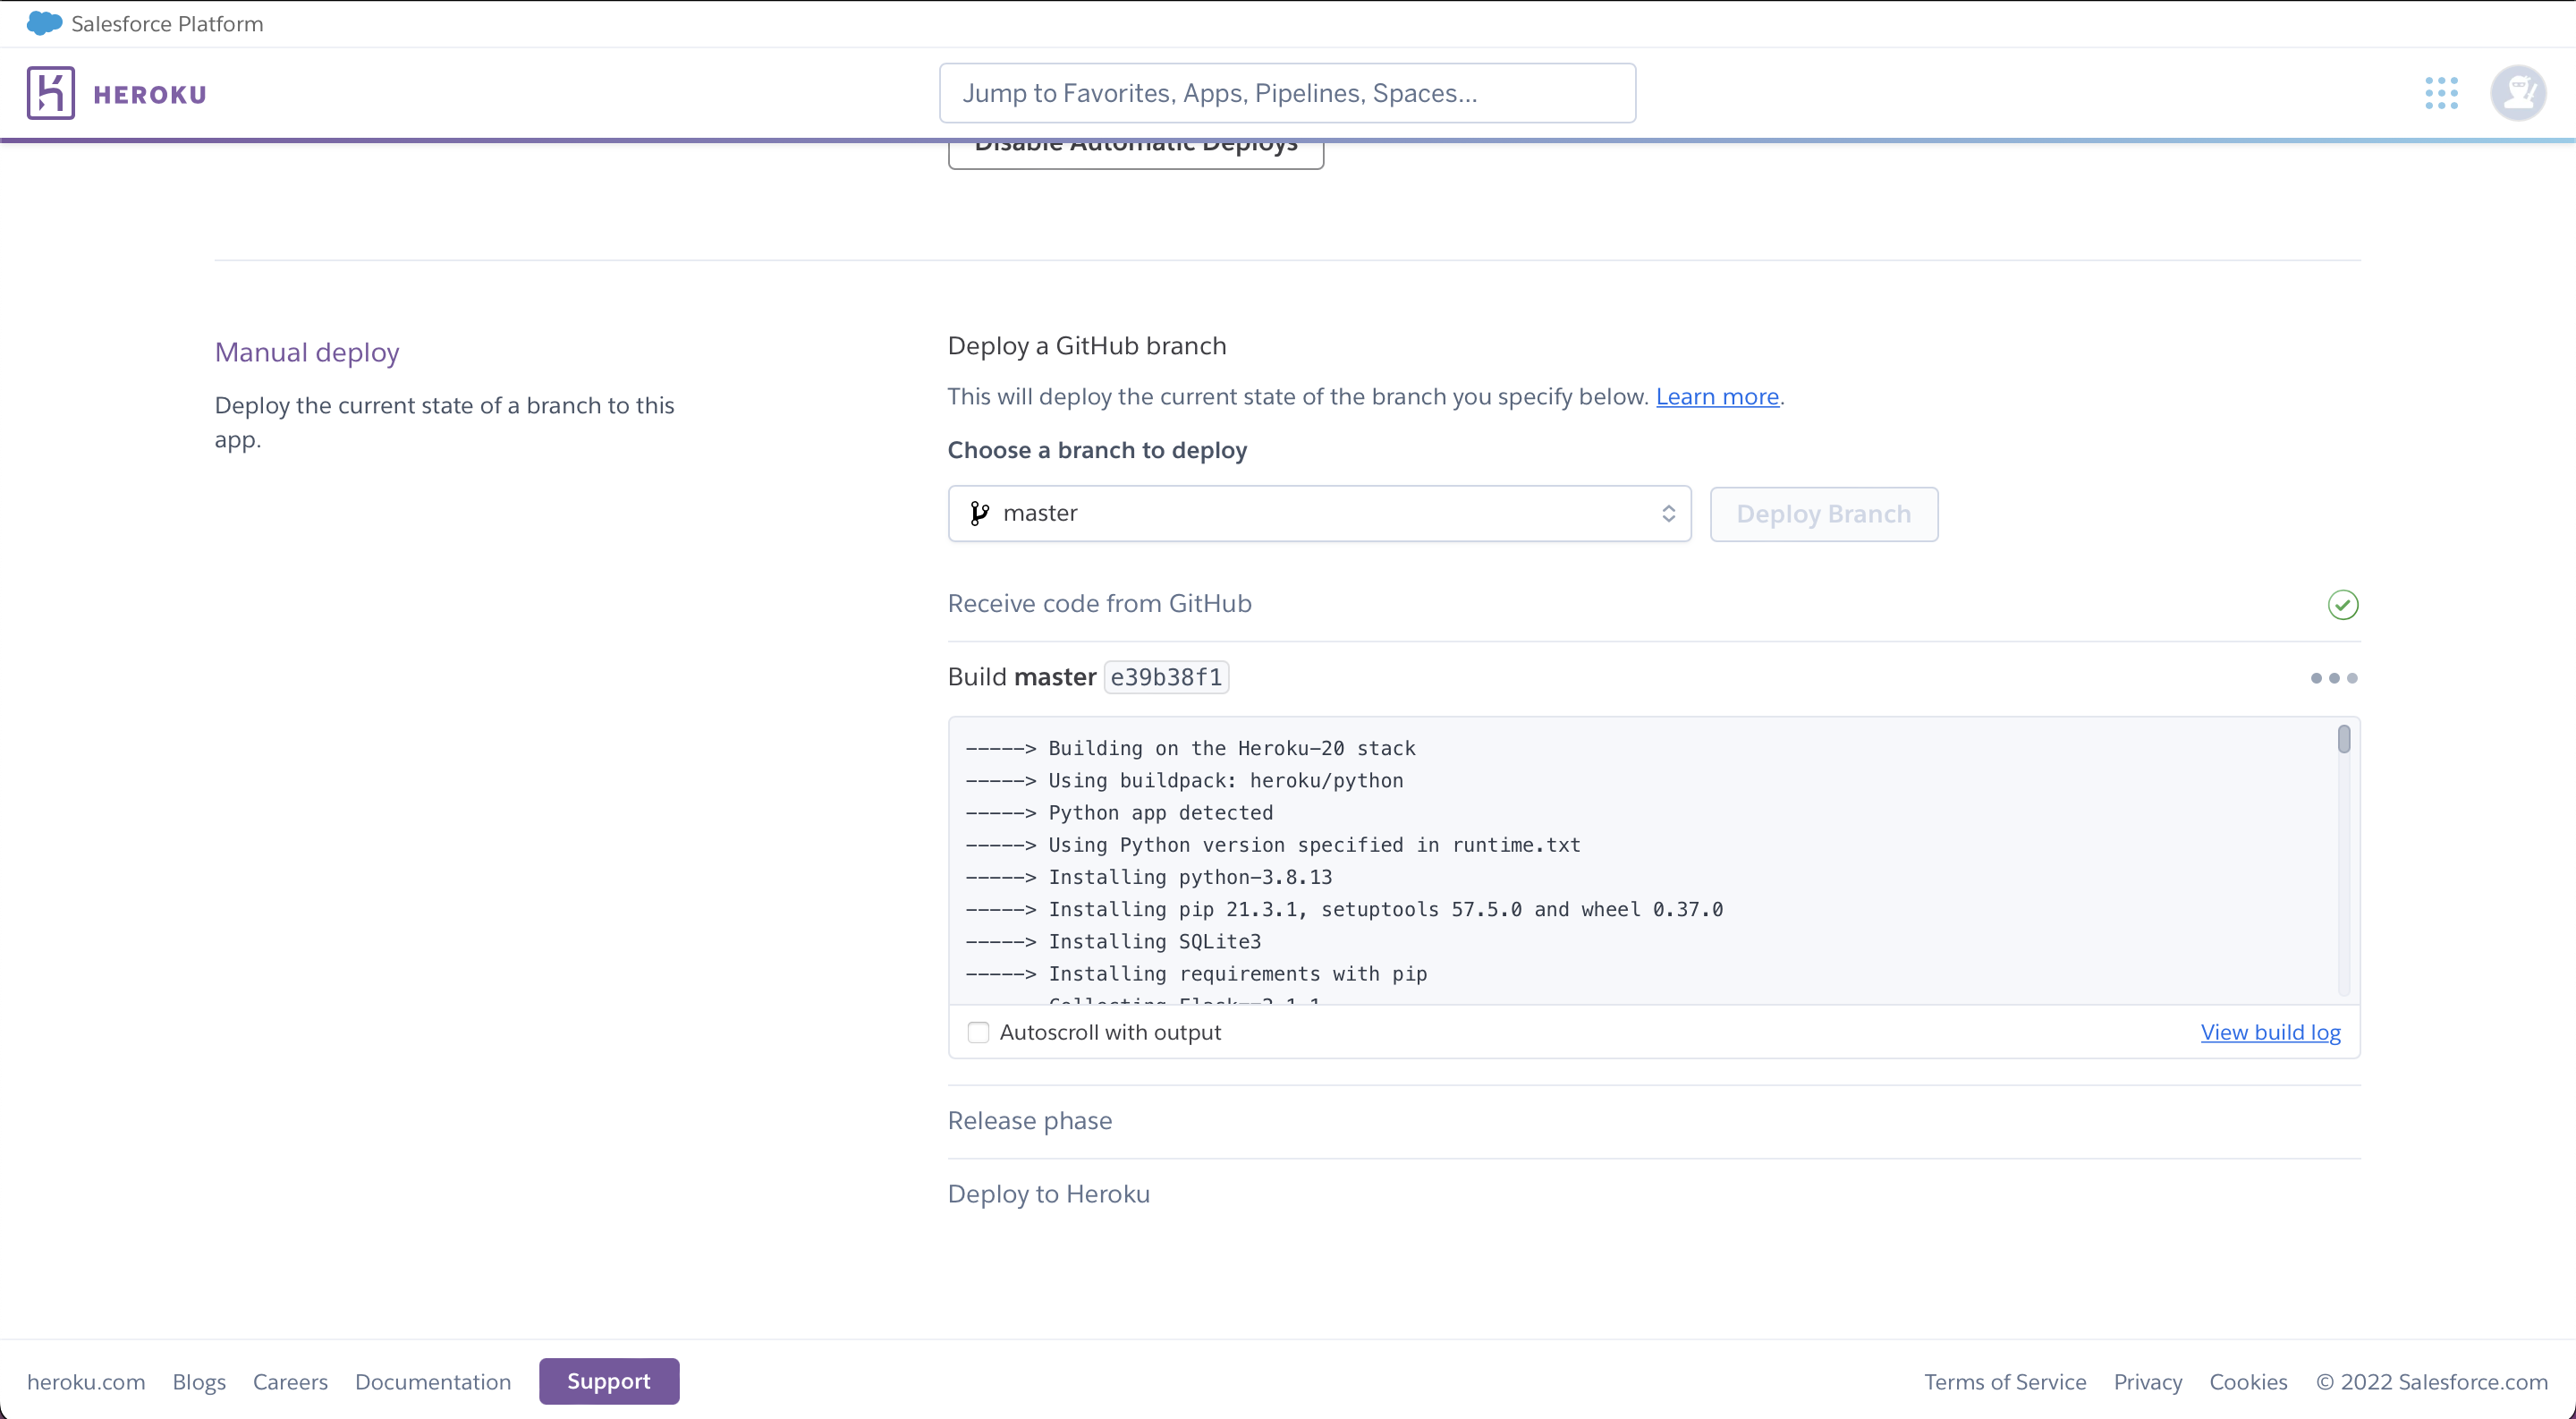 Salesforce Platform
HEROKU
Jump to Favorites, Apps, Pipelines, Spaces...
Disable Automatic Deploys
Manual deploy
Deploy the current state of a branch to this
app.
Deploy a GitHub branch
This will deploy the current state of the branch you specify below. Learn more.
Choose a branch to deploy
master
Deploy Branch
Receive code from GitHub
Build master e39b38f1
-----> Building on the Heroku-20 stack
-----> Using buildpack: heroku/python
-----> Python app detected
-----> Using Python version specified in runtime.txt
-----> Installing python-3.8.13
-----> Installing pip 21.3.1, setuptools 57.5.0 and wheel 0.37.0
-----> Installing SQLite3
-----> Installing requirements with pip
Collecting Flask==2.1.1
Autoscroll with output
View build log
Release phase
Deploy to Heroku
heroku.com Blogs Careers Documentation Support Terms of Service Privacy Cookies © 2022 Salesforce.com